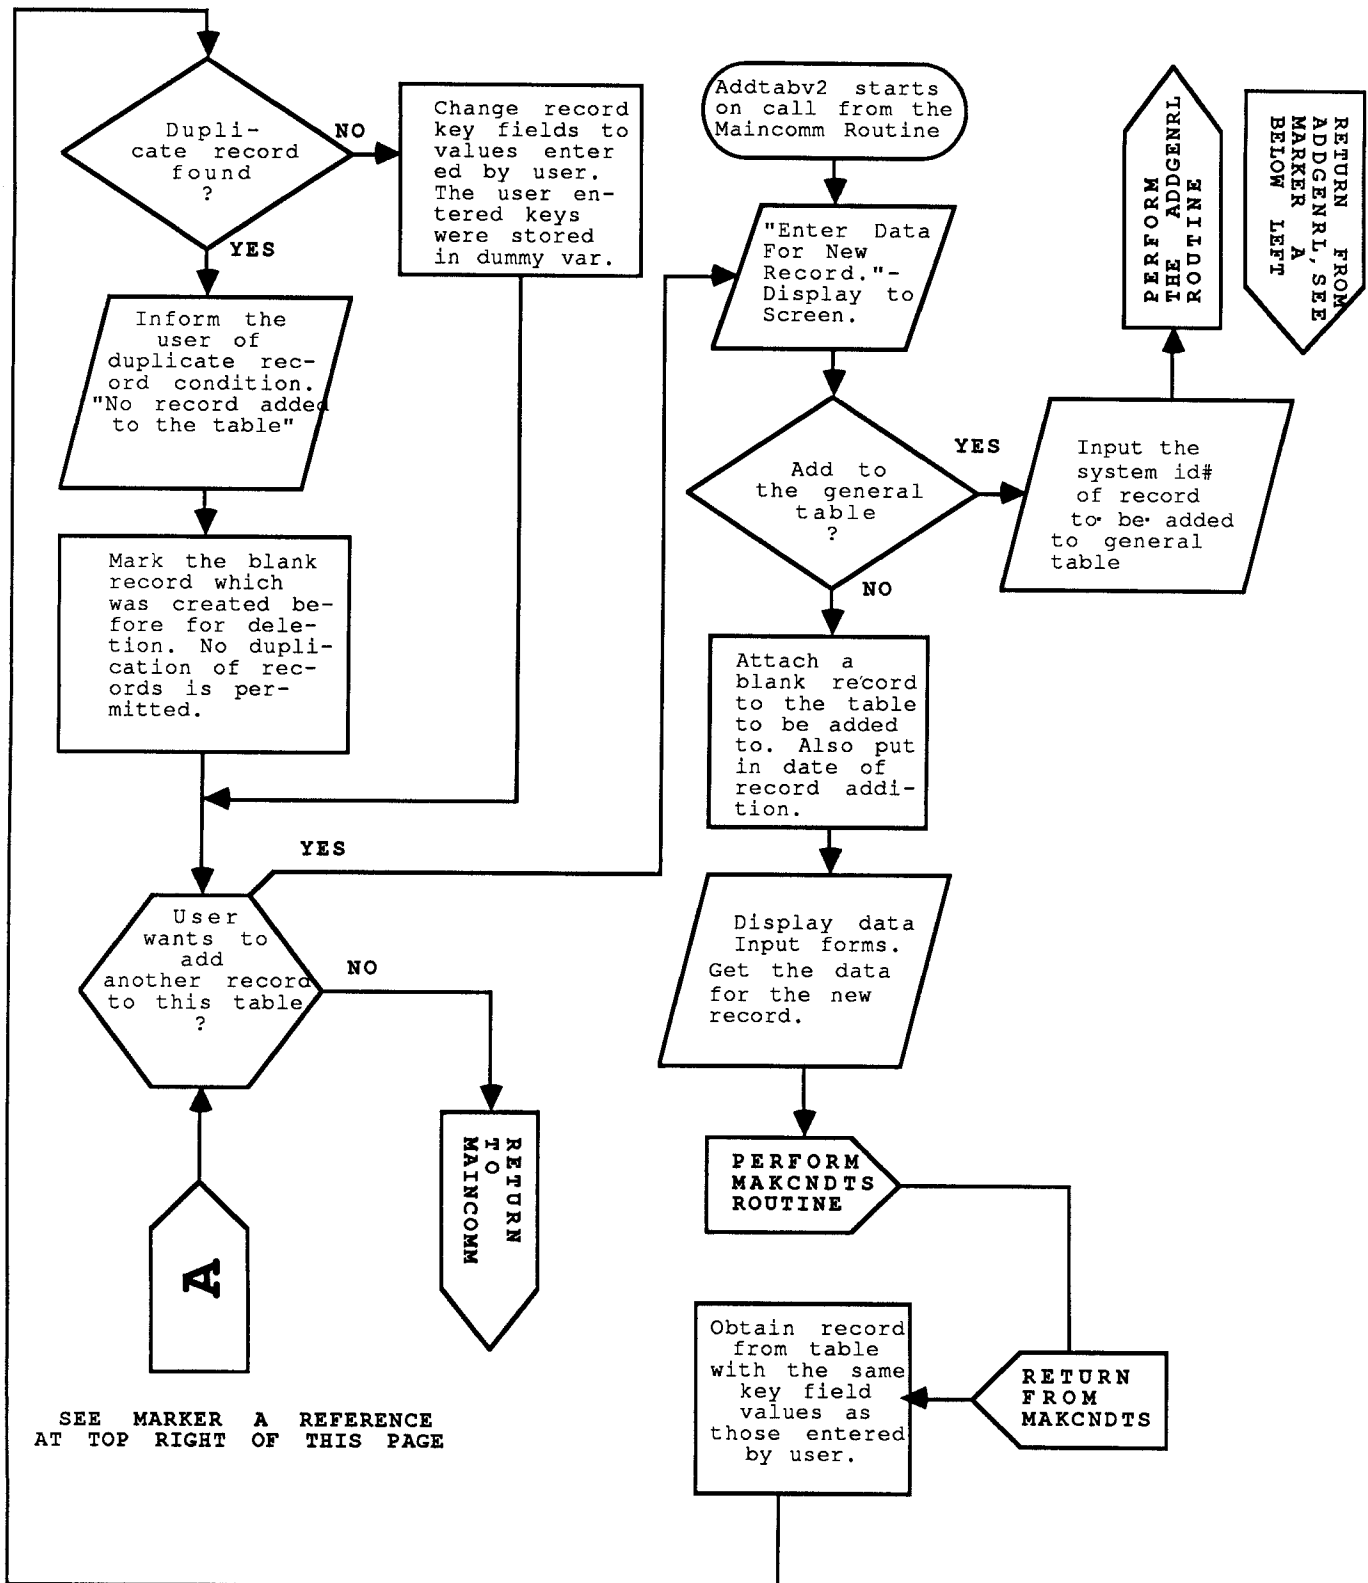 Dupli-
cate record
found
?
NO
YES
Change record
key fields to
values enter
ed by user.
The user en-
tered keys
were stored
in dummy var.
Inform the
user of
duplicate rec-
ord condition.
"No record added
to the table"
Mark the blank
record which
was created be-
fore for dele-
tion. No dupli-
cation of rec-
ords is per-
mitted.
YES
User
wants to
add
another record
to this table
?
NO
RETURN
TO
MAINCOMM
A
SEE MARKER A REFERENCE
AT TOP RIGHT OF THIS PAGE
Addtabv2 starts
on call from the
Maincomm Routine
"Enter Data
For New
Record."-
Display to
Screen.
Add to
the general
table
?
YES
NO
Input the
system id#
of record
to be added
to general
table
PERFORM
THE ADDGENRL
ROUTINE
RETURN FROM
ADDGENRL, SEE
MARKER A
BELOW LEFT
Attach a
blank record
to the table
to be added
to. Also put
in date of
record addi-
tion.
Display data
Input forms.
Get the data
for the new
record.
PERFORM
MAKCNDTS
ROUTINE
RETURN
FROM
MAKCNDTS
Obtain record
from table
with the same
key field
values as
those entered
by user.